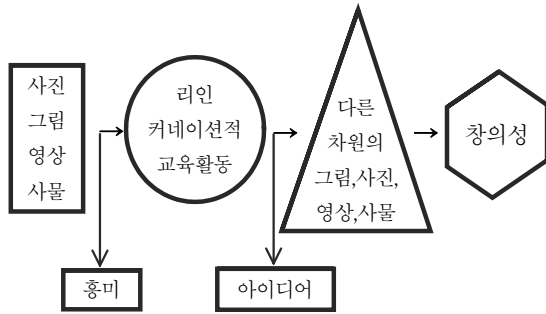 사진
그림
영상
사물
리인
커네이션적
교육활동
다른
차원의
그림,사진,
영상,사물
창의성
흥미
아이디어